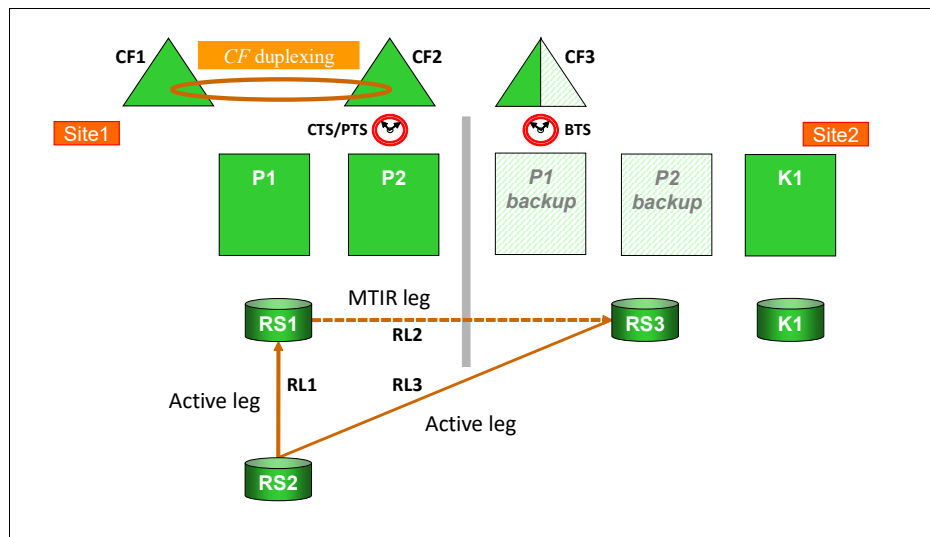 CF1
CF duplexing
CF2
CF3
Site1
CTS/PTS
BTS
Site2
P1
P2
P1
backup
P2
backup
K1
MTIR leg
RS1
RS3
K1
RL2
RL1
RL3
Active leg
Active leg
RS2